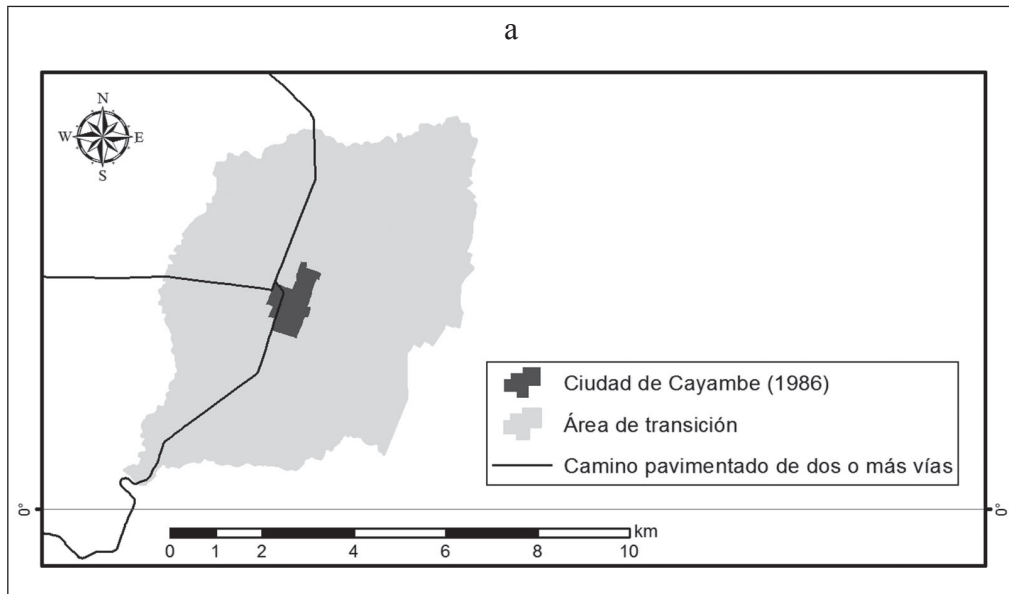 a
N
W E
S
Ciudad de Cayambe (1986)
Área de transición
Camino pavimentado de dos o más vías
0° 0°
km
0 1 2 4 6 8 10